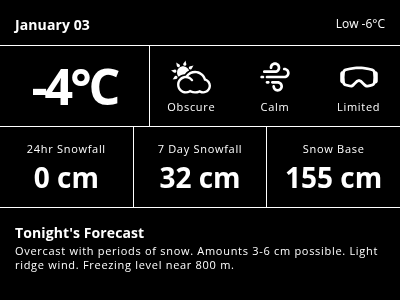 January 03
Low -6°C
-4°C
Obscure
Calm
Limited
24hr Snowfall
7 Day Snowfall
Snow Base
0 cm
32 cm
155 cm
Tonight's Forecast
Overcast with periods of snow. Amounts 3-6 cm possible. Light
ridge wind. Freezing level near 800 m.